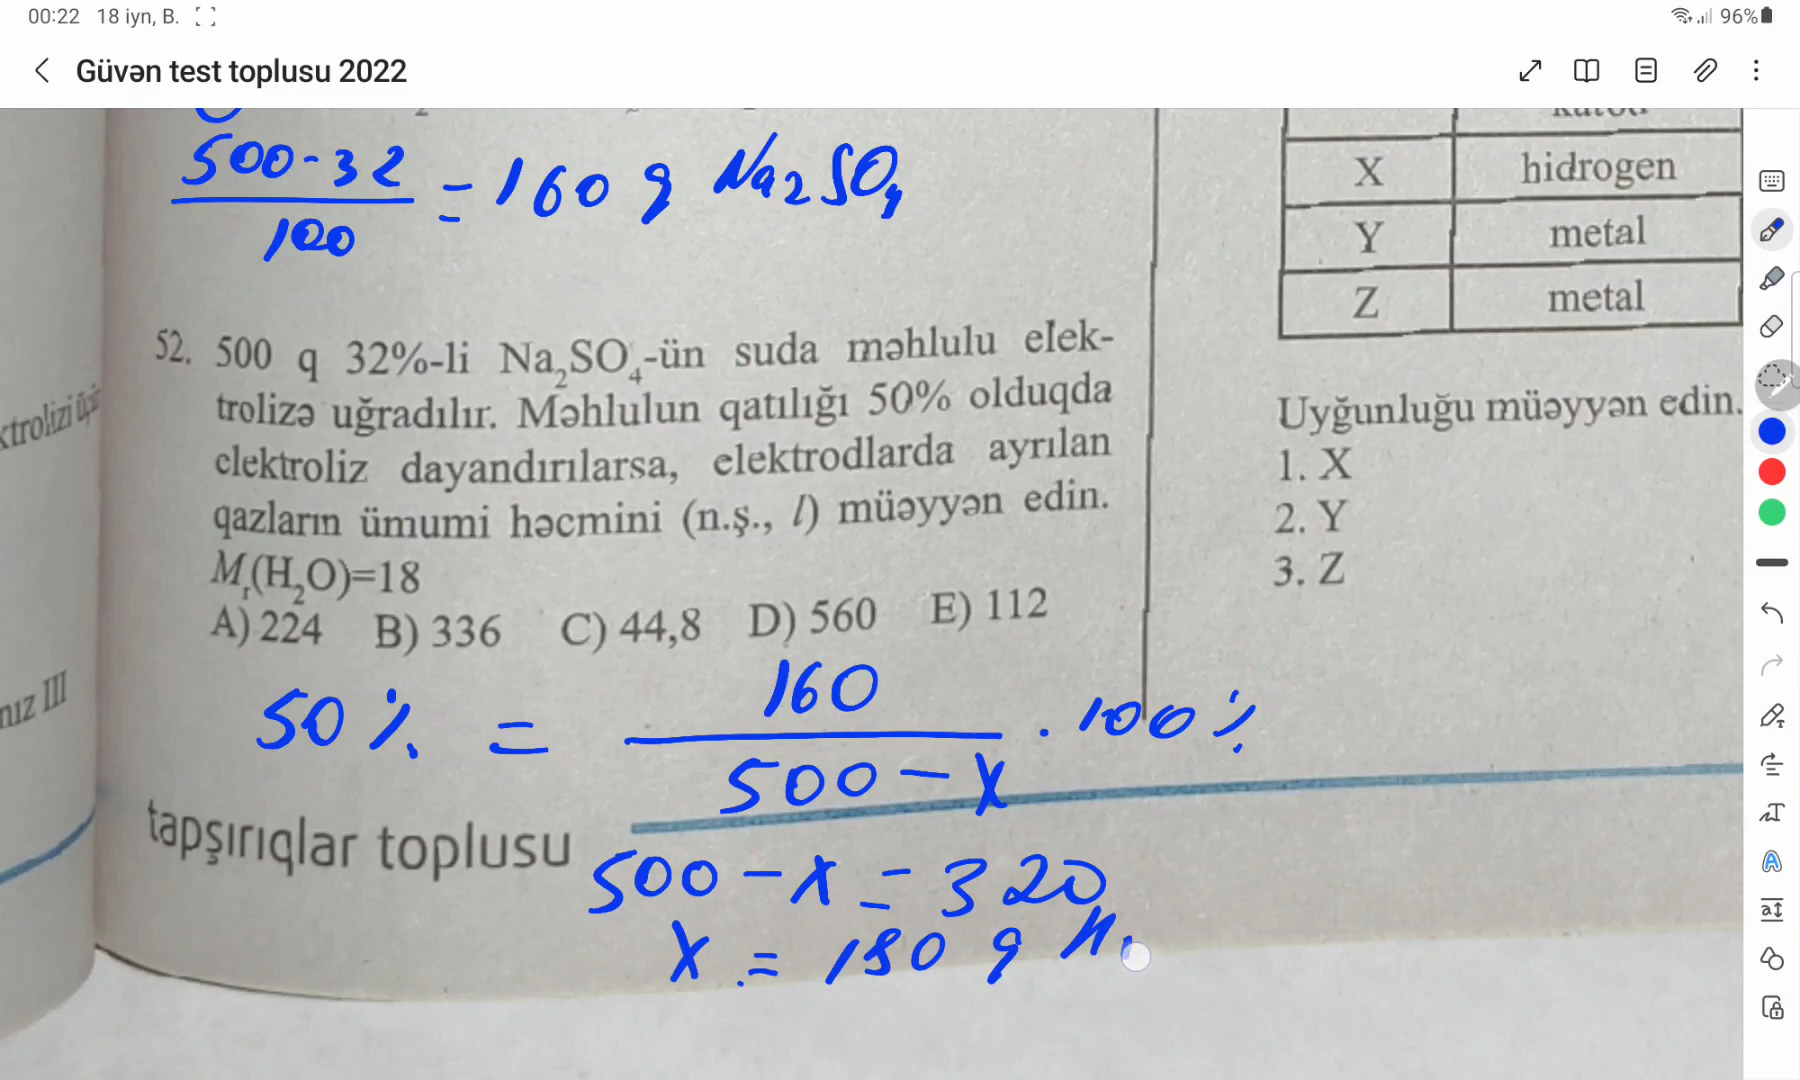 00:22 18 iyn, B.
96%
Güvən test toplusu 2022
500·32
100
= 160 q Na2SO4
52. 500 q 32%-li Na2SO4-ün suda məhlulu elek-
trolizə uğradılır. Məhlulun qatılığı 50% olduqda
elektroliz dayandırılarsa, elektrodlarda ayrılan
qazların ümumi həcmini (n.ş., l) müəyyən edin.
Mr(H2O)=18
A) 224 B) 336 C) 44,8 D) 560 E) 112
50% = 160
500 – x
· 100%
500 – x = 320
x = 180 q H
tapşırıqlar toplusu
X hidrogen
Y metal
Z metal
Uyğunluğu müəyyən edin.
1. X
2. Y
3. Z